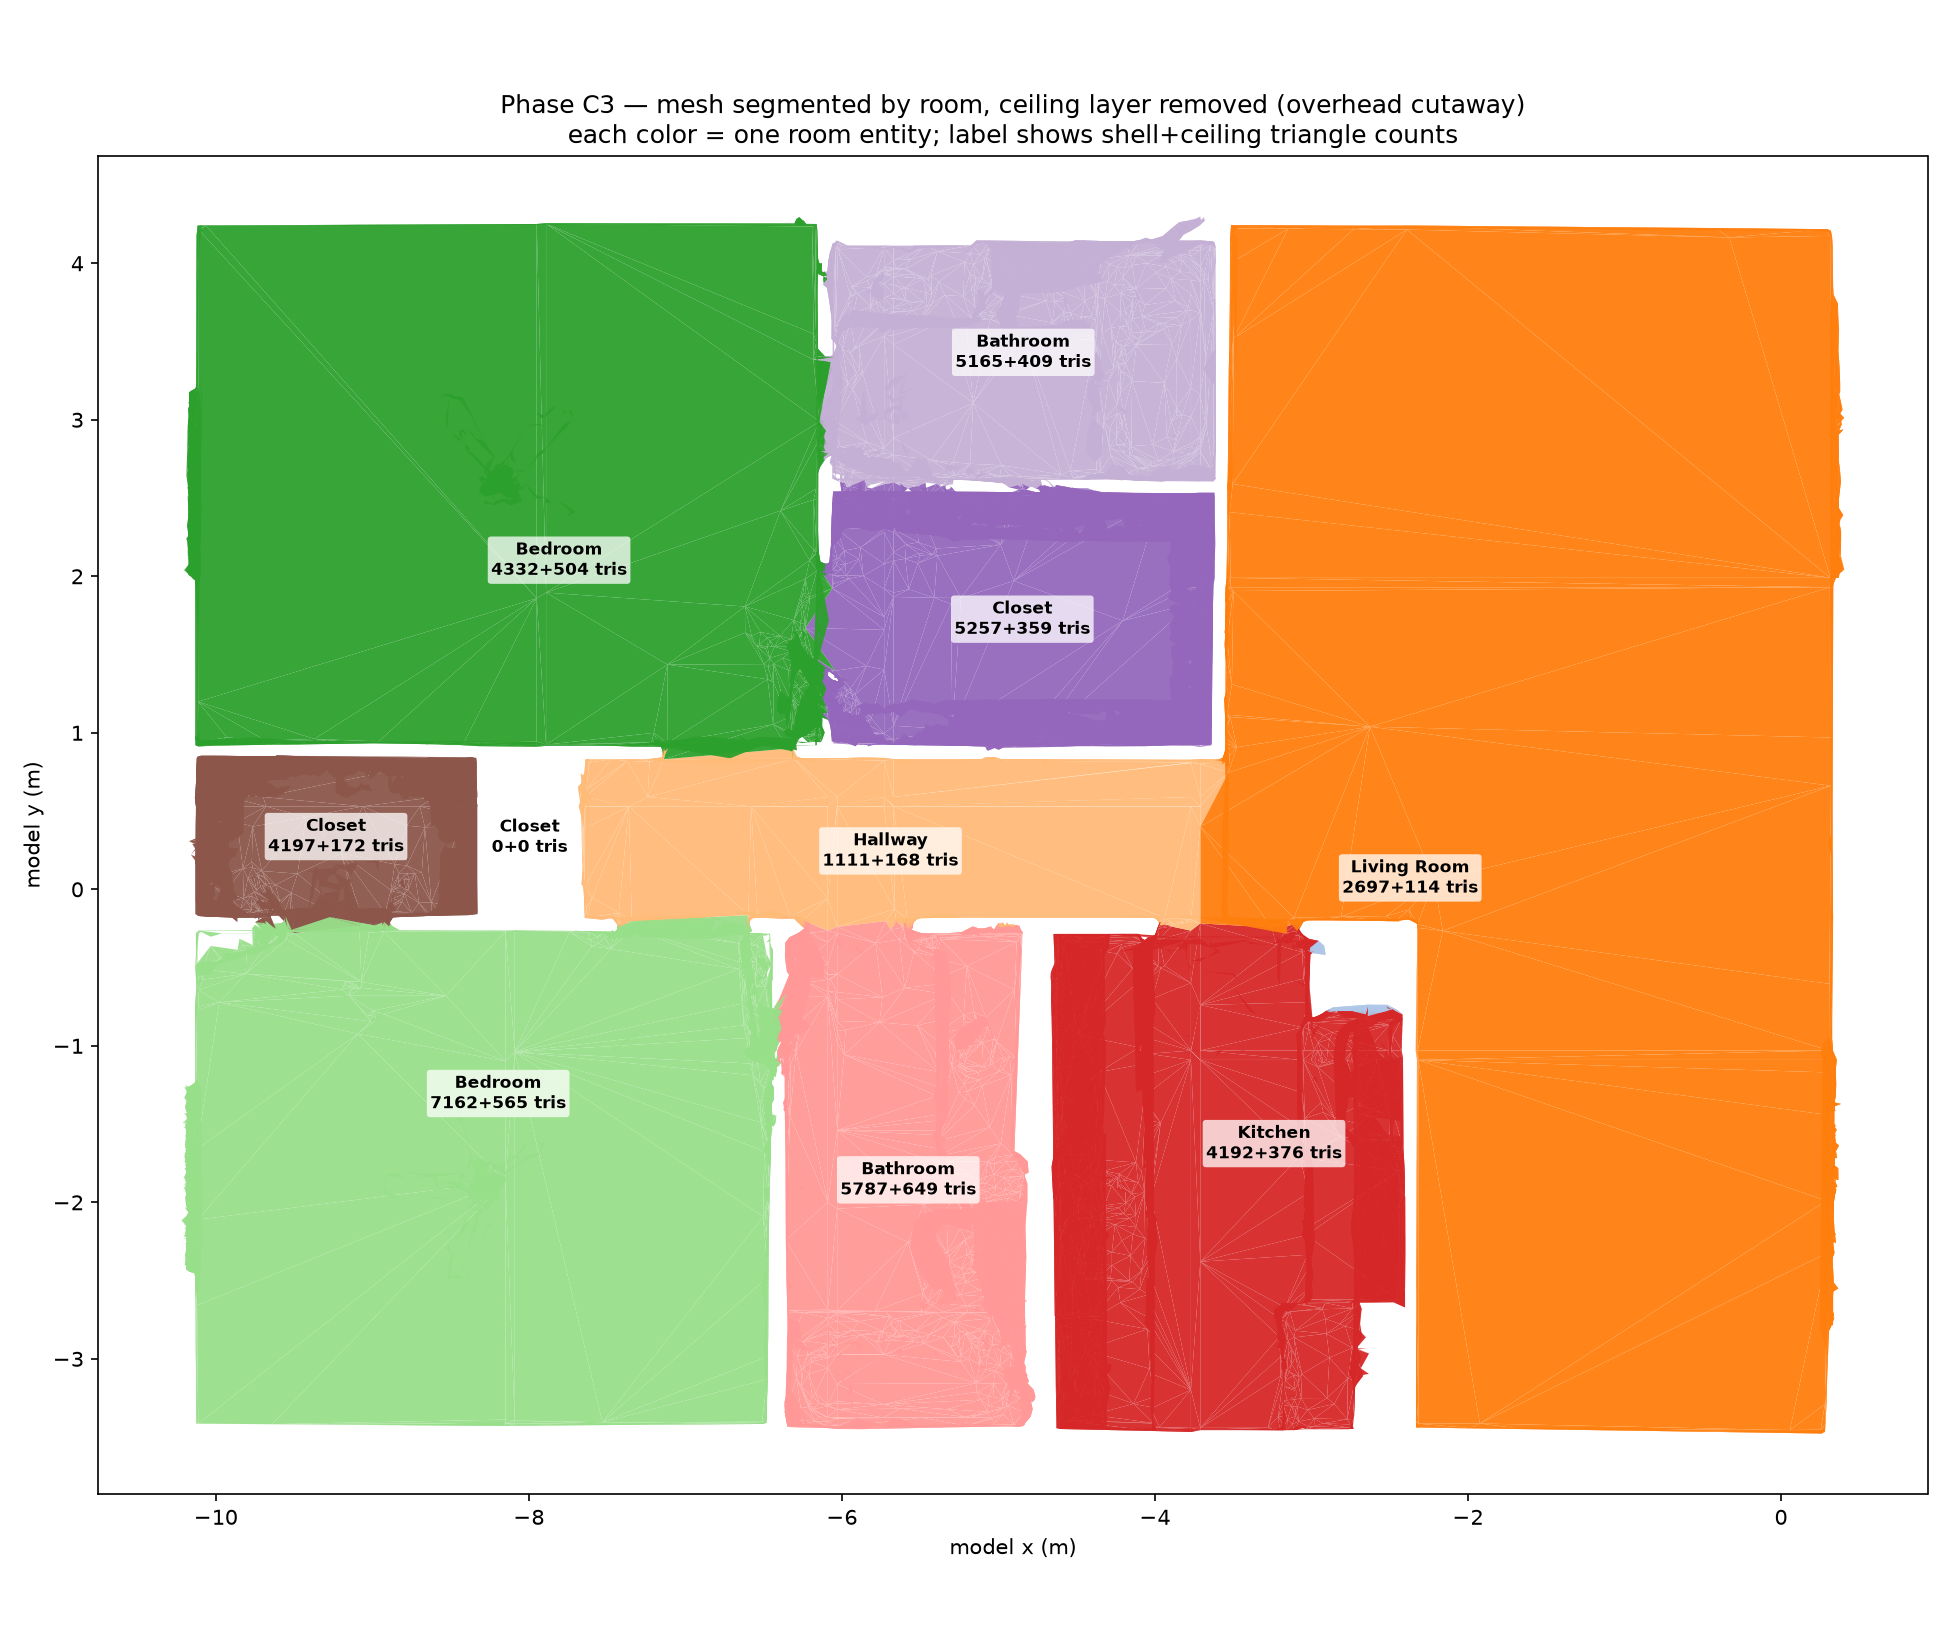 Phase C3 — mesh segmented by room, ceiling layer removed (overhead cutaway)
each color = one room entity; label shows shell+ceiling triangle counts
Bathroom
5165+409 tris
Bedroom
4332+504 tris
Closet
5257+359 tris
Closet
4197+172 tris
Closet
0+0 tris
Hallway
1111+168 tris
Living Room
2697+114 tris
Bedroom
7162+565 tris
Kitchen
4192+376 tris
Bathroom
5787+649 tris
4
3
2
1
0
−1
−2
−3
model y (m)
−10
−8
−6
−4
−2
0
model x (m)